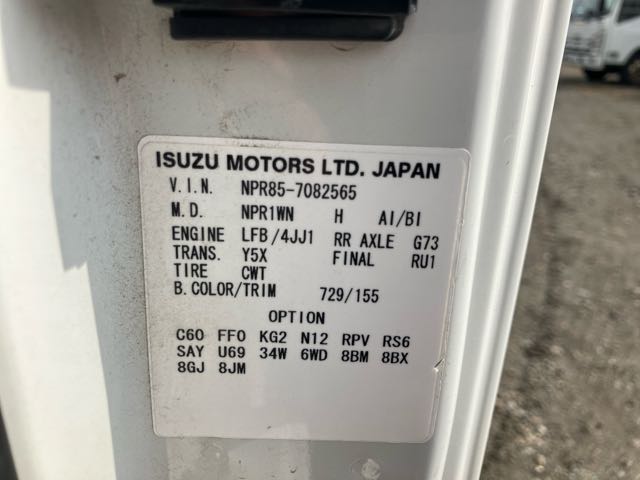 ISUZU MOTORS LTD. JAPAN
V.I.N. NPR85-7082565
M.D. NPR1WN H AI/BI
ENGINE LFB/4JJ1 RR AXLE G73
TRANS. Y5X FINAL RU1
TIRE CWT
B.COLOR/TRIM 729/155
OPTION
C60 FF0 KG2 N12 RPV RS6
SAY U69 34W 6WD 8BM 8BX
8GJ 8JM